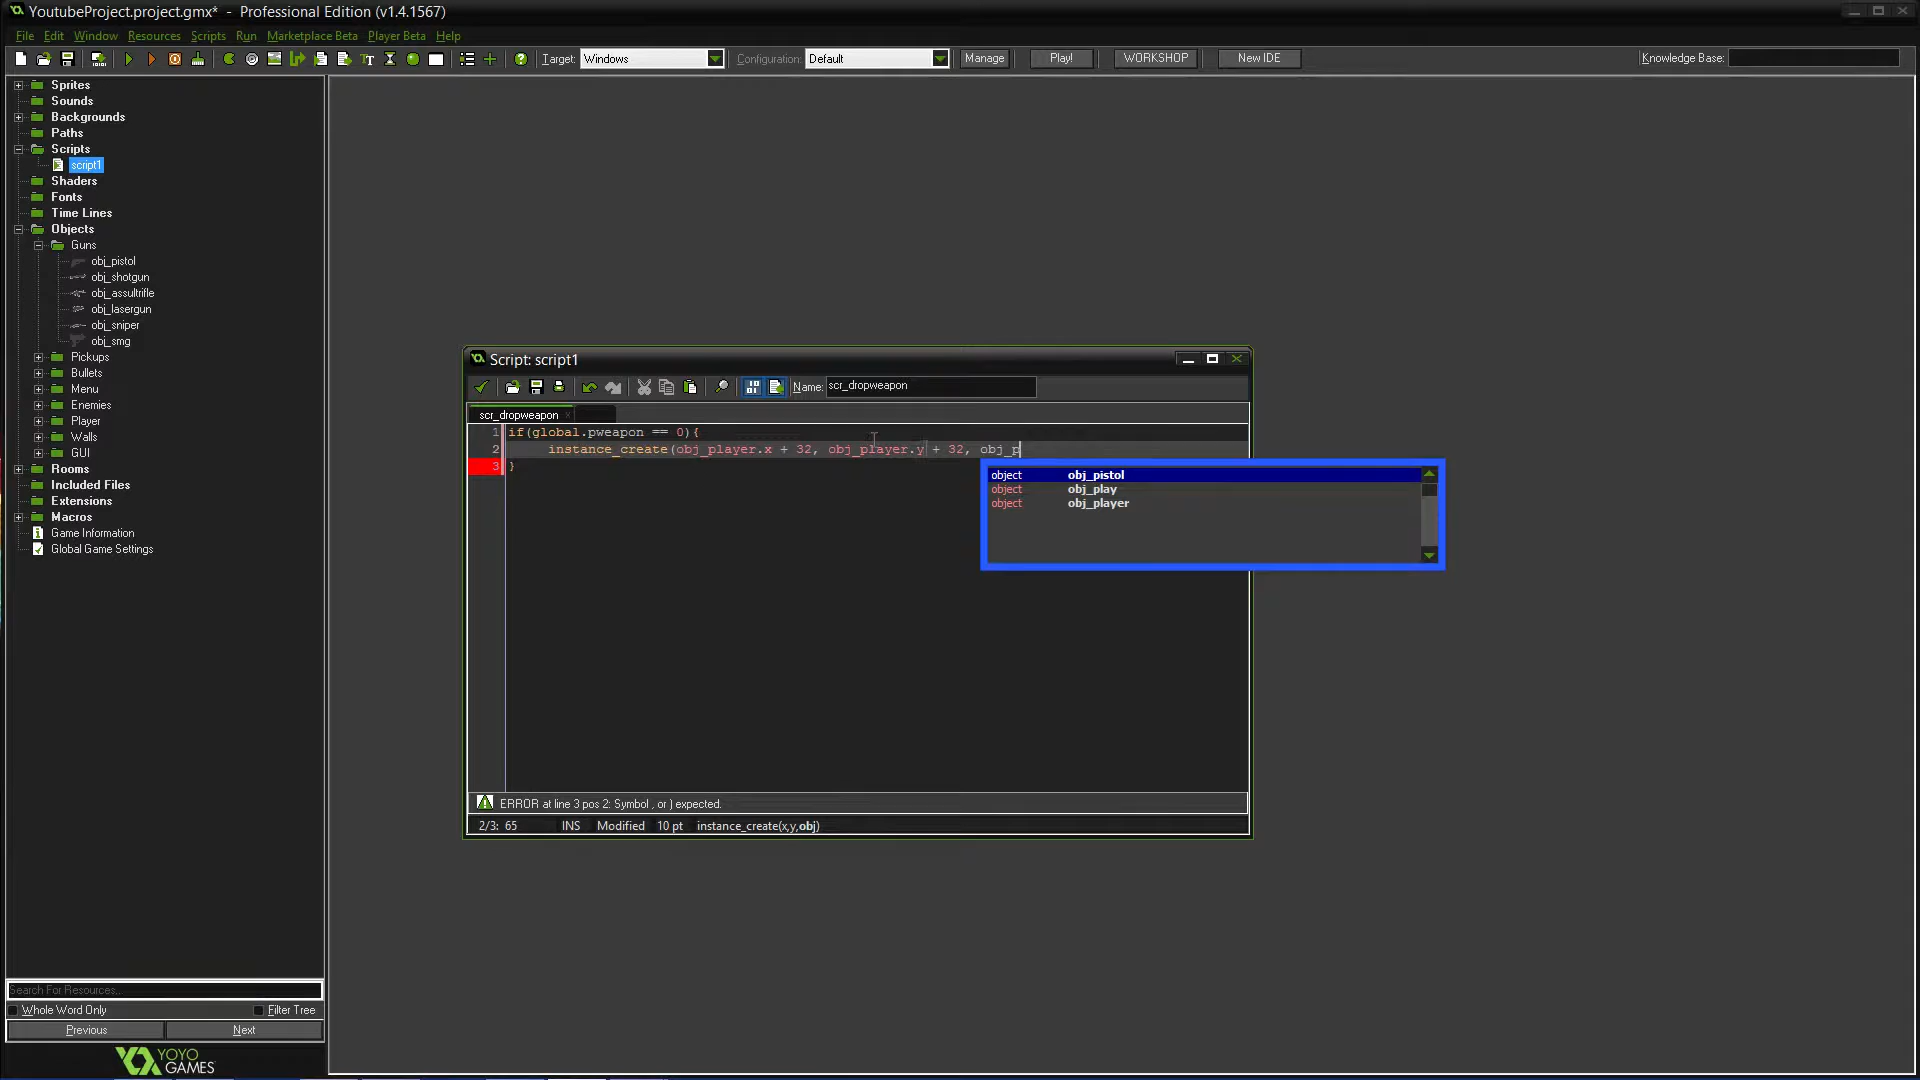 YoutubeProject.project.gmx* - Professional Edition (v1.4.1567)
File Edit Window Resources Scripts Run Marketplace Beta Player Beta Help
Target: Windows Configuration: Default Manage Play! WORKSHOP New IDE Knowledge Base:
Sprites
Sounds
Backgrounds
Paths
Scripts
script1
Shaders
Fonts
Time Lines
Objects
Guns
obj_pistol
obj_shotgun
obj_assultrifle
obj_lasergun
obj_sniper
obj_smg
Pickups
Bullets
Menu
Enemies
Player
Walls
GUI
Rooms
Included Files
Extensions
Macros
Game Information
Global Game Settings
Search For Resources..
Whole Word Only Filter Tree
Previous Next
YOYO
GAMES
Script: script1
Name: scr_dropweapon
scr_dropweapon
1 if(global.pweapon == 0){
2 instance_create(obj_player.x + 32, obj_player.y + 32, obj_p
3 }
object obj_pistol
object obj_play
object obj_player
ERROR at line 3 pos 2: Symbol , or ) expected.
2/3: 65 INS Modified 10 pt instance_create(x,y,obj)